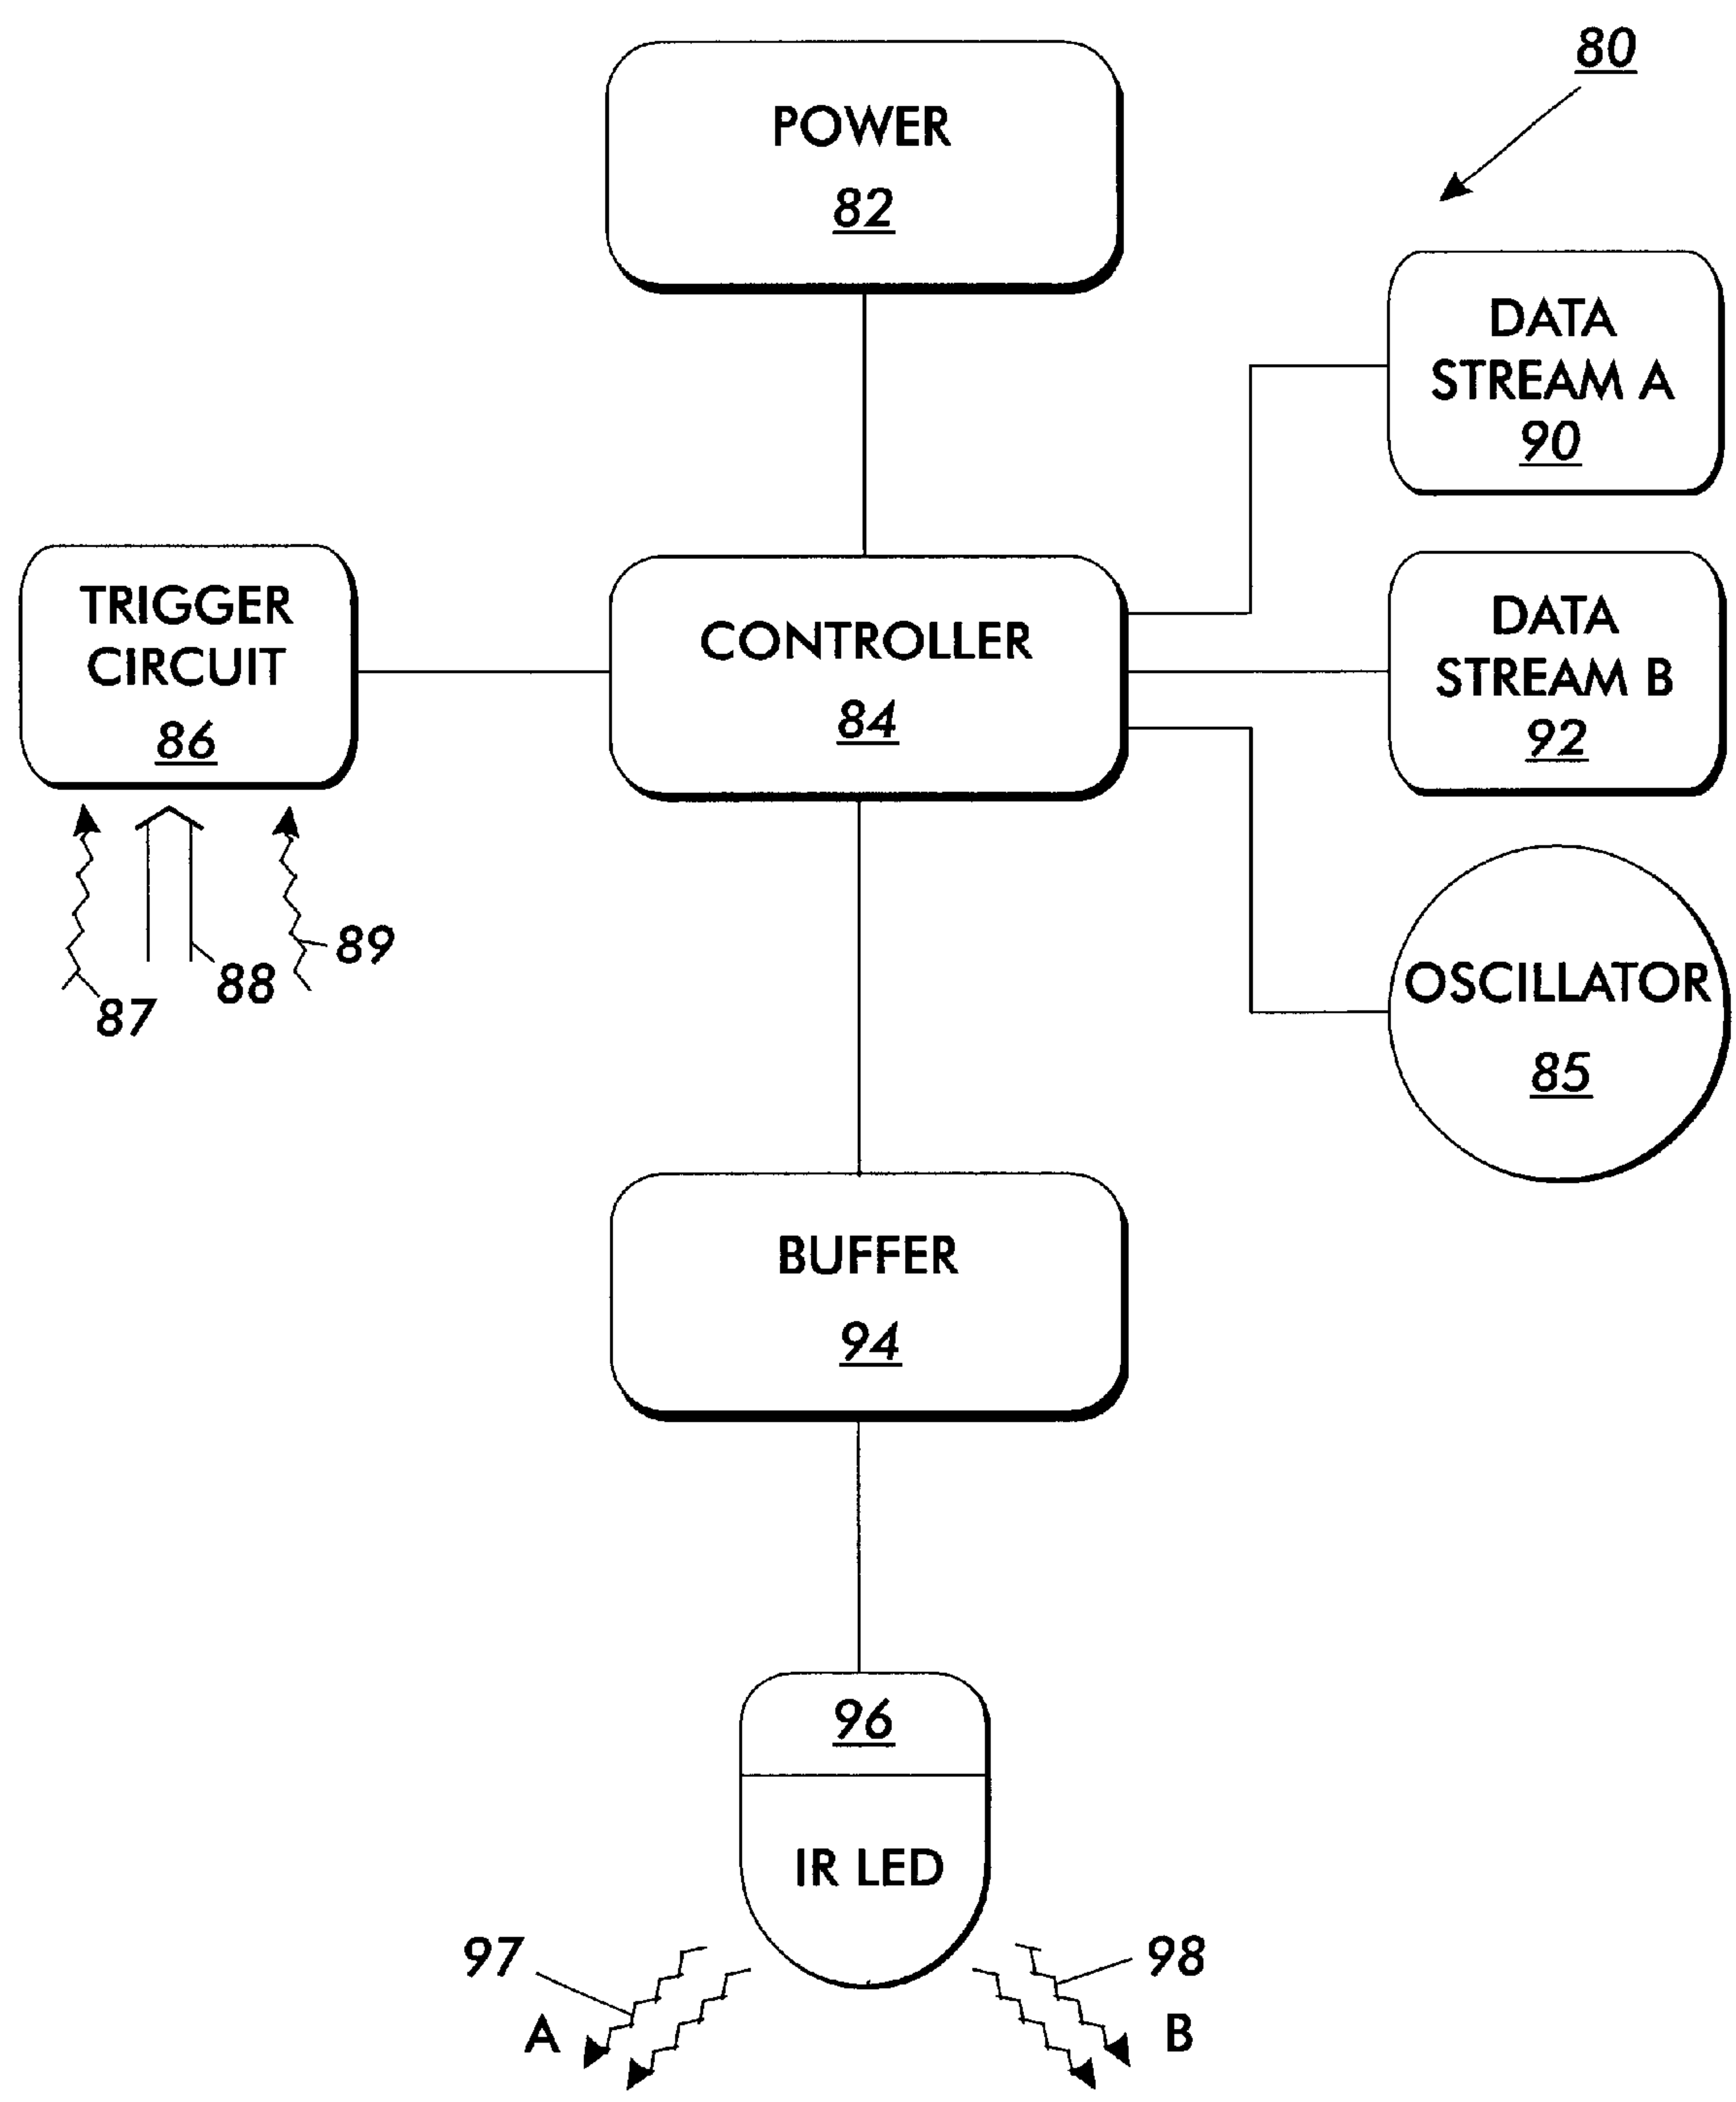 80
POWER
82
DATA
STREAM A
90
TRIGGER
CIRCUIT
86
CONTROLLER
84
DATA
STREAM B
92
87
88
89
OSCILLATOR
85
BUFFER
94
96
IR LED
97
A
98
B